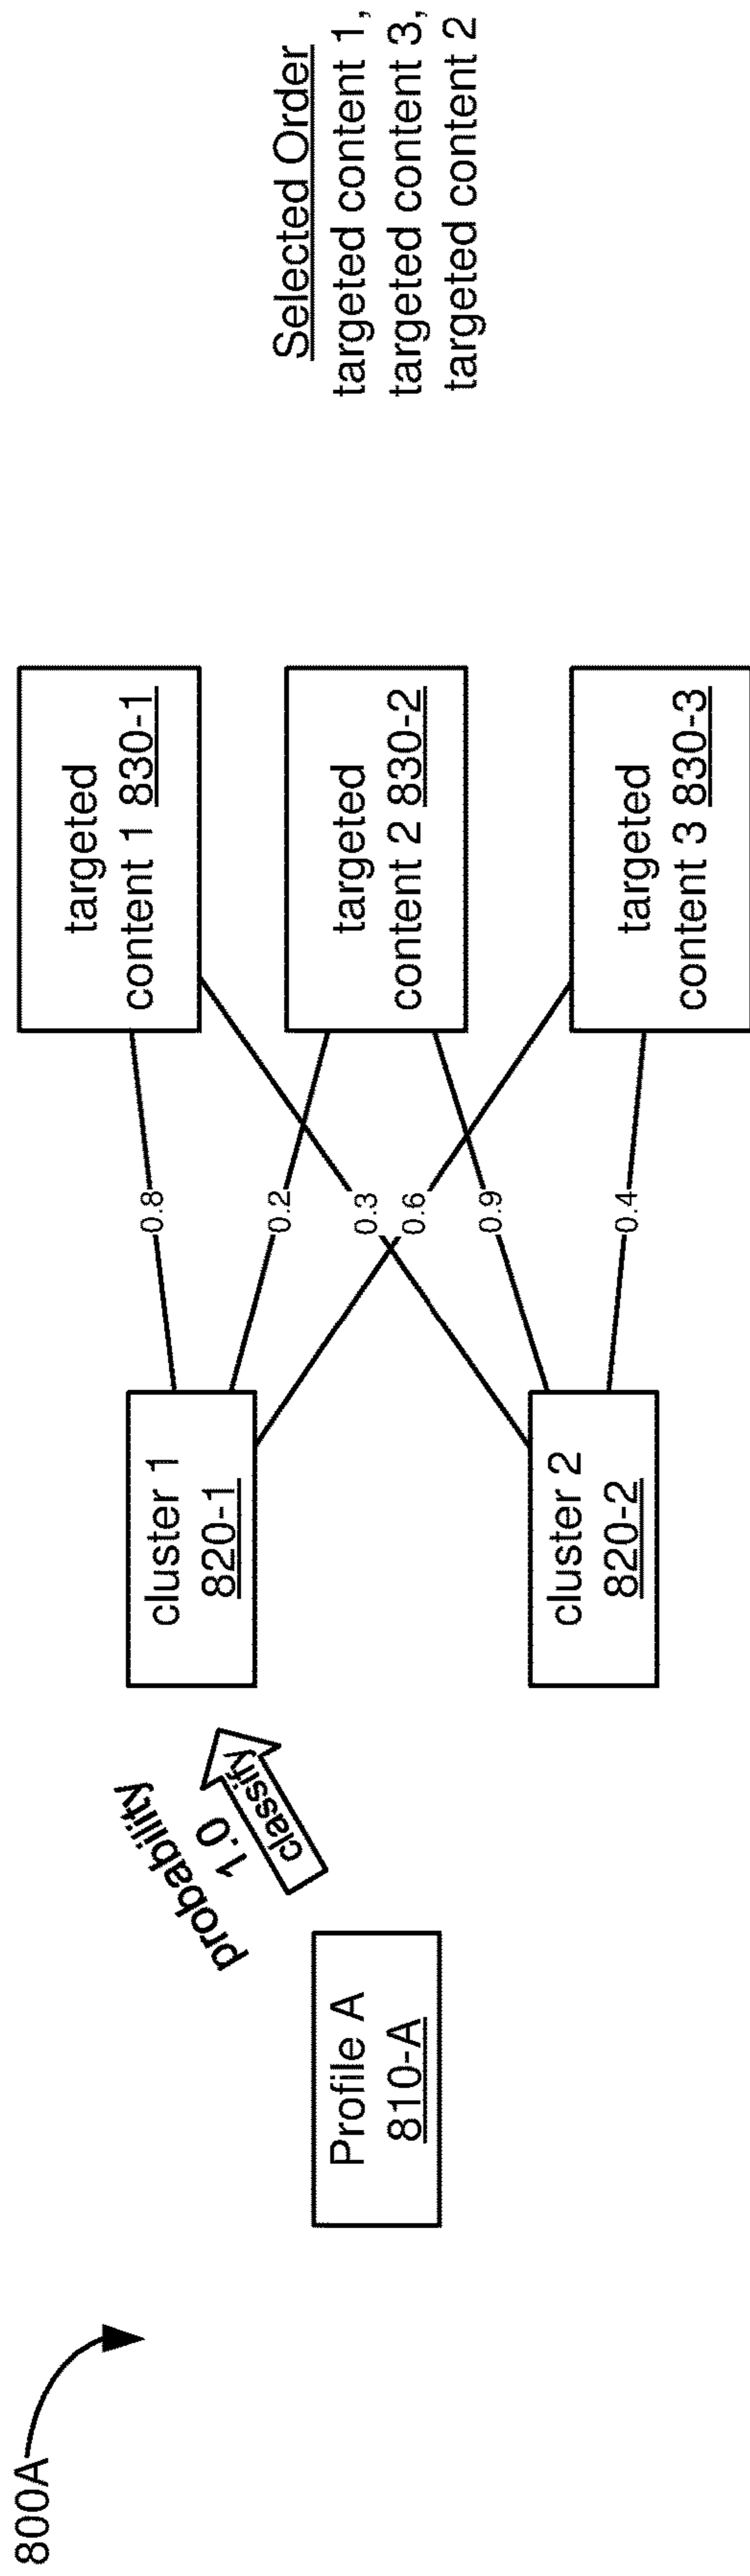 800A
Profile A
810-A
probability
1.0
classify
cluster 1
820-1
cluster 2
820-2
0.8
0.2
0.3
0.6
0.9
0.4
targeted
content 1 830-1
targeted
content 2 830-2
targeted
content 3 830-3
Selected Order
targeted content 1,
targeted content 3,
targeted content 2